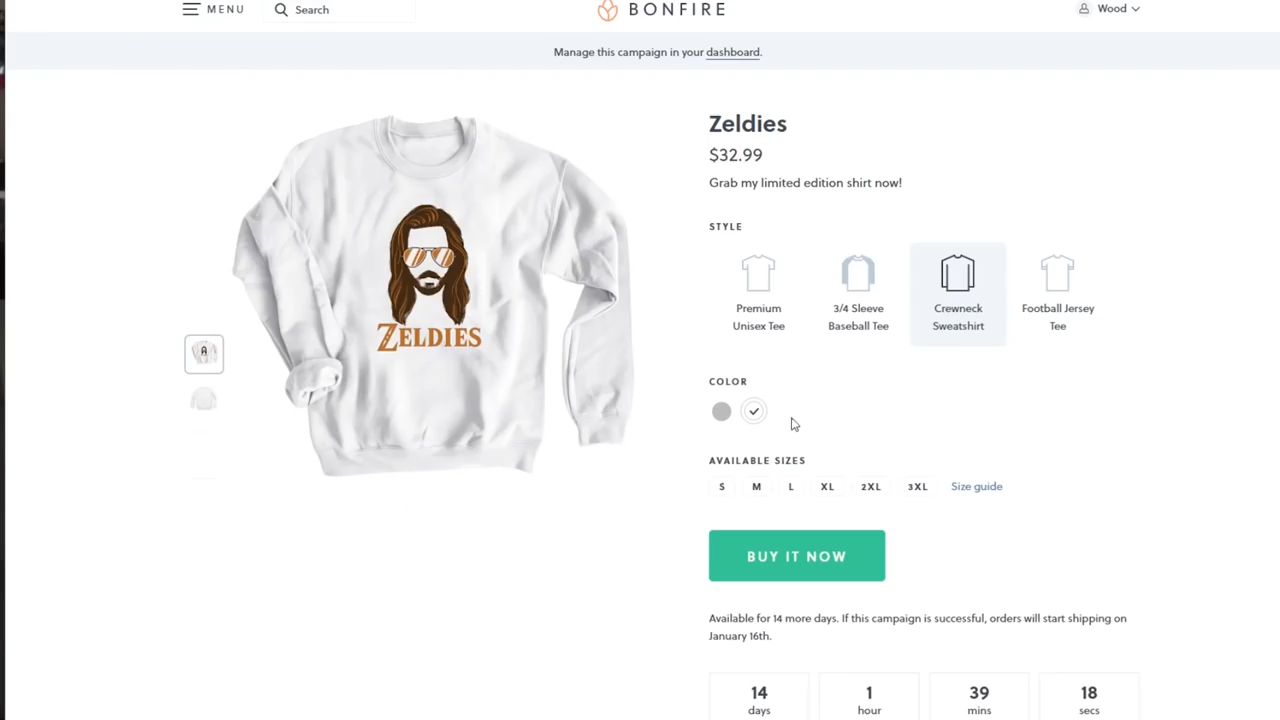 MENU
Search
BONFIRE
Wood
Manage this campaign in your dashboard.
Zeldies
$32.99
Grab my limited edition shirt now!
STYLE
Premium
Unisex Tee
3/4 Sleeve
Baseball Tee
Crewneck
Sweatshirt
Football Jersey
Tee
ZELDIES
COLOR
AVAILABLE SIZES
S M L XL 2XL 3XL Size guide
BUY IT NOW
Available for 14 more days. If this campaign is successful, orders will start shipping on
January 16th.
14 1 39 18
days hour mins secs